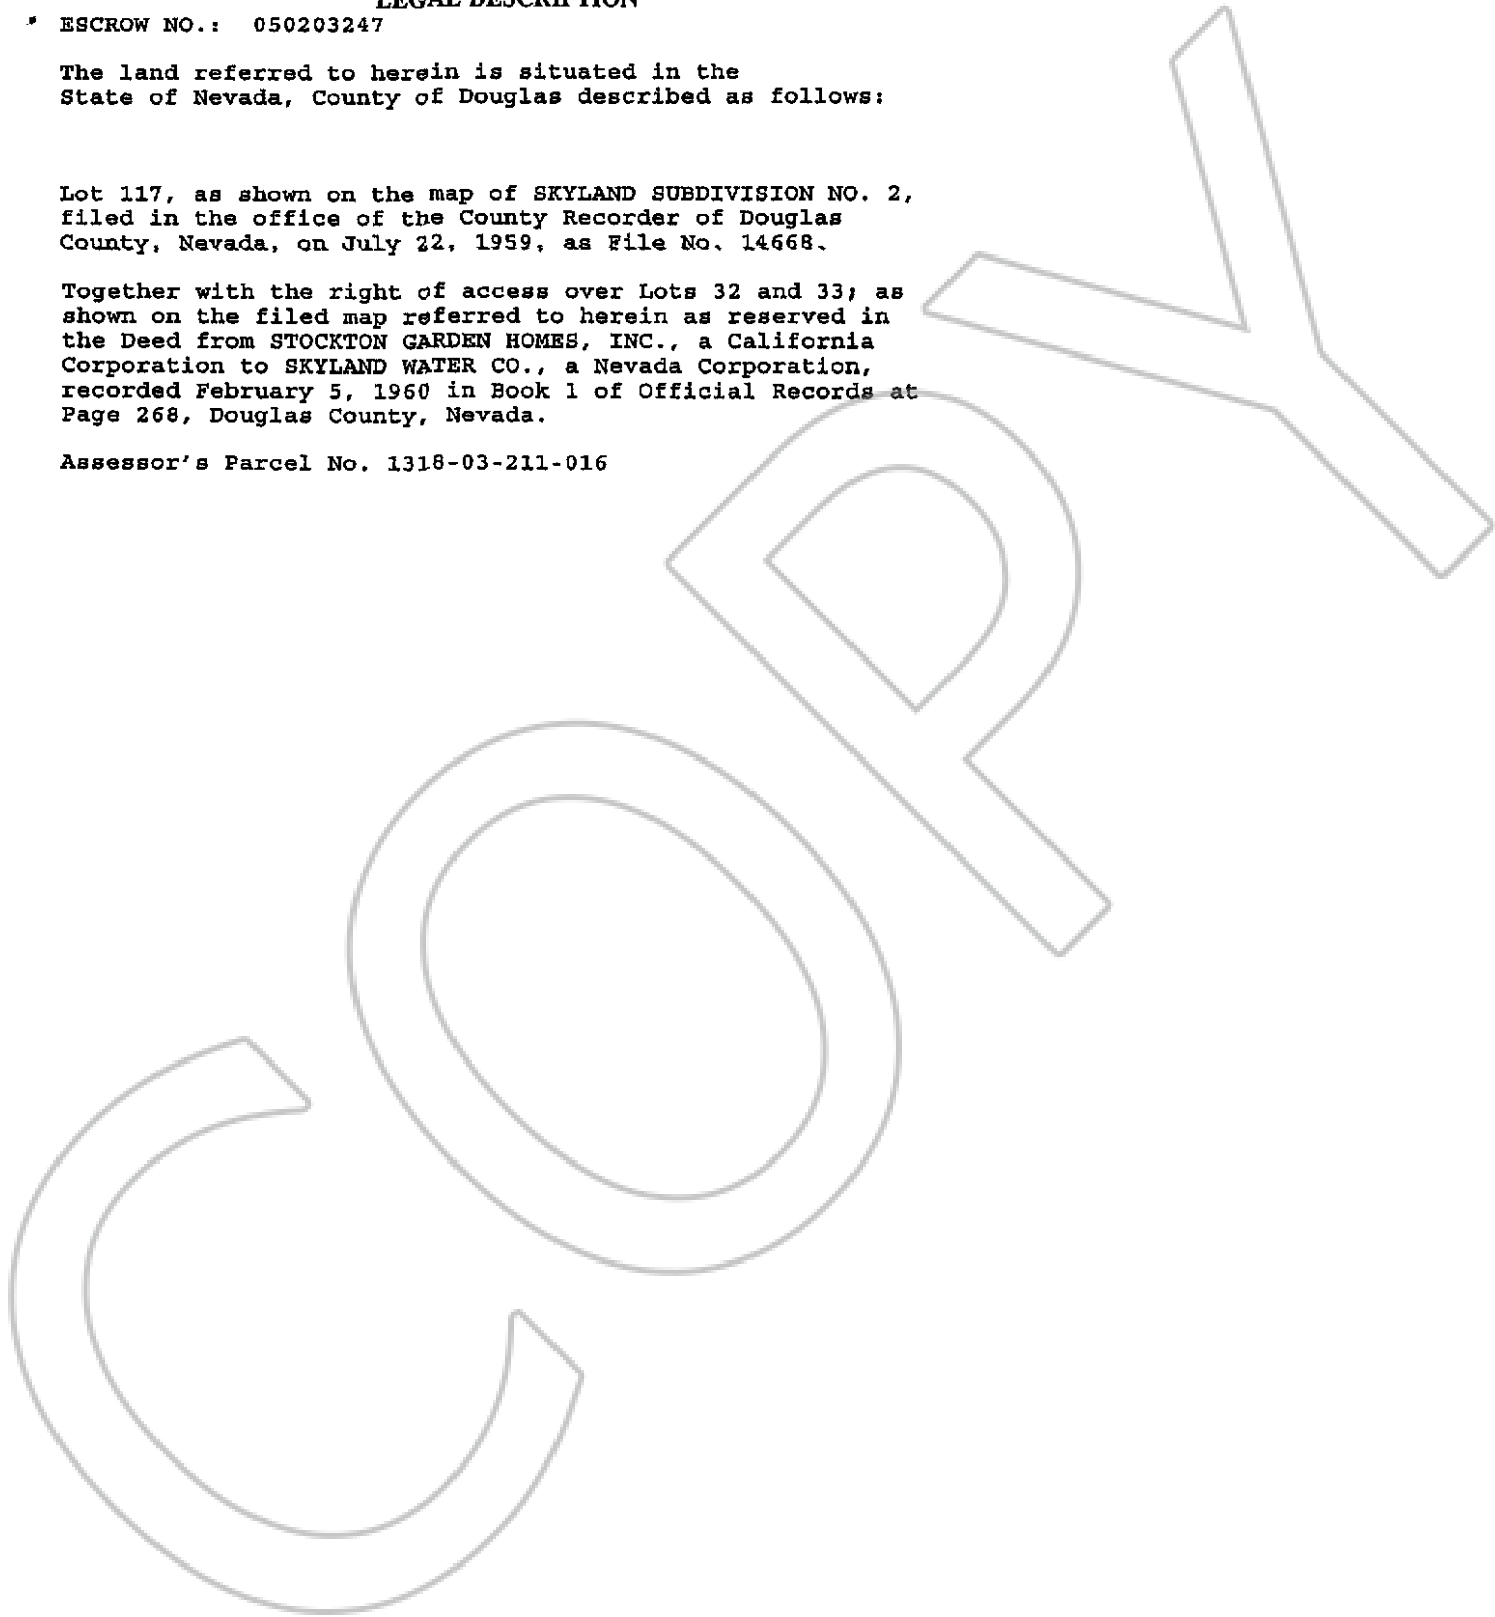 LEGAL DESCRIPTION
ESCROW NO.: 050203247
The land referred to herein is situated in the
State of Nevada, County of Douglas described as follows:
Lot 117, as shown on the map of SKYLAND SUBDIVISION NO. 2,
filed in the office of the County Recorder of Douglas
County, Nevada, on July 22, 1959, as File No. 14668.
Together with the right of access over Lots 32 and 33; as
shown on the filed map referred to herein as reserved in
the Deed from STOCKTON GARDEN HOMES, INC., a California
Corporation to SKYLAND WATER CO., a Nevada Corporation,
recorded February 5, 1960 in Book 1 of Official Records at
Page 268, Douglas County, Nevada.
Assessor's Parcel No. 1318-03-211-016
COPY